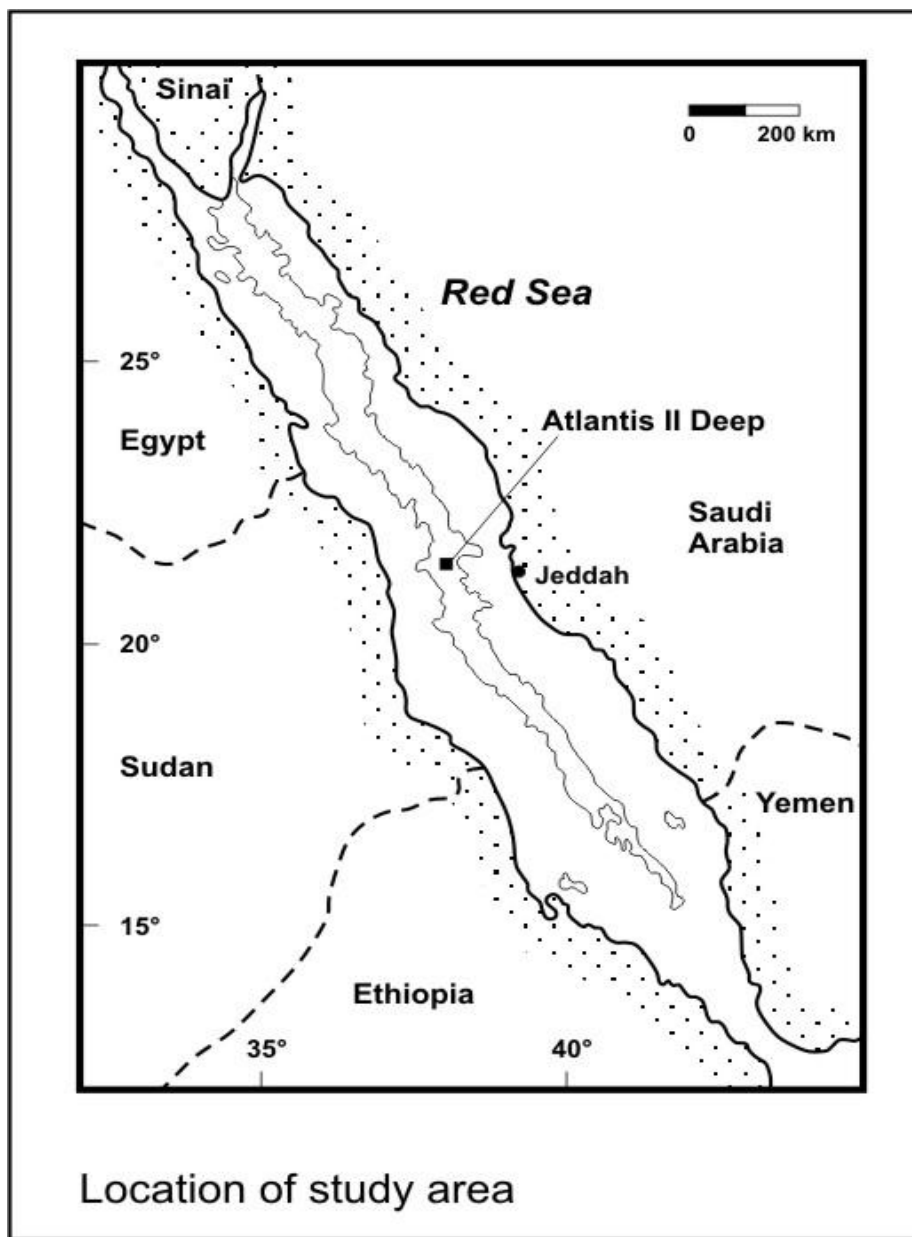 Sinai
0 200 km
Red Sea
25°
Atlantis II Deep
Egypt
Saudi
Arabia
Jeddah
20°
Sudan
Yemen
15°
Ethiopia
35° 40°
Location of study area